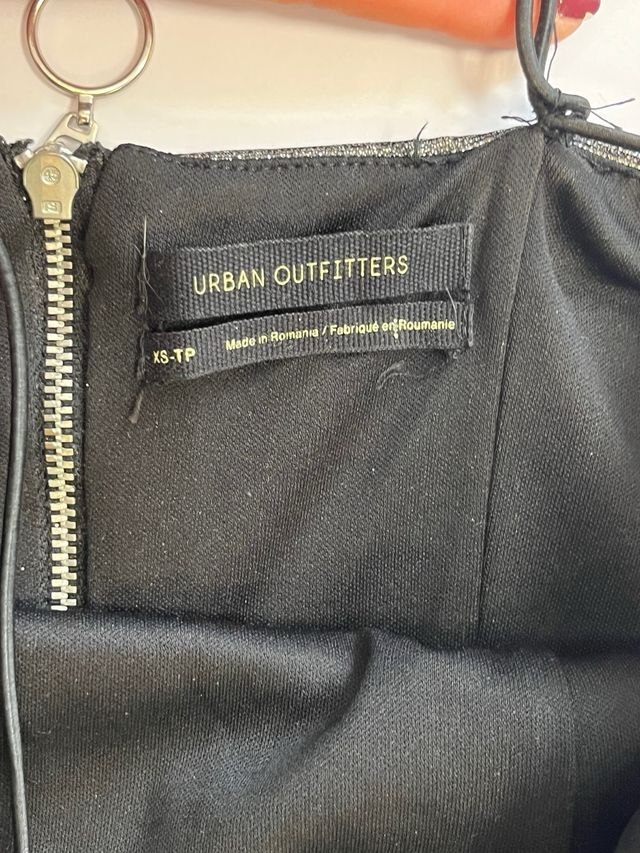 URBAN OUTFITTERS
XS-TP Made in Romania / Fabriqué en Roumanie